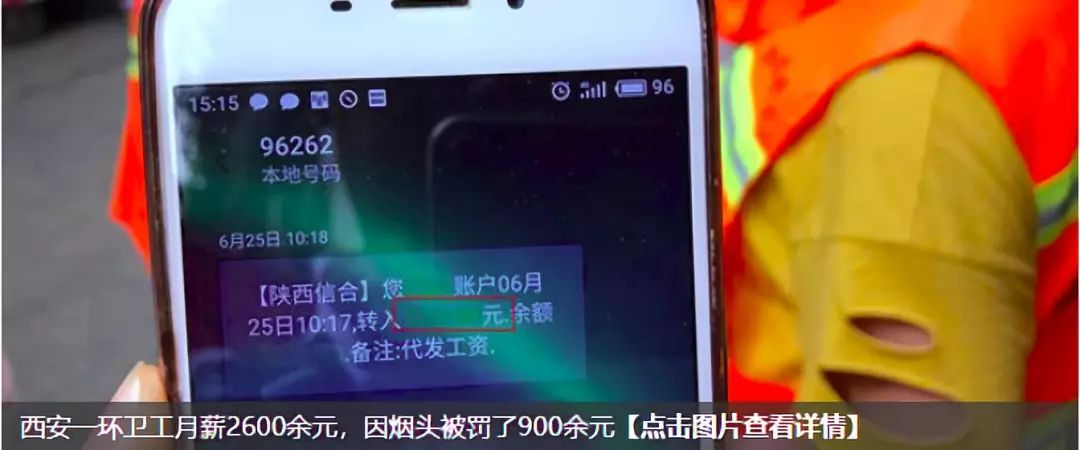 15:15
96
96262
本地号码
6月25日 10:18
【陕西信合】您 账户06月
25日10:17,转入 元.余额
.备注:代发工资.
西安一环卫工月薪2600余元，因烟头被罚了900余元【点击图片查看详情】